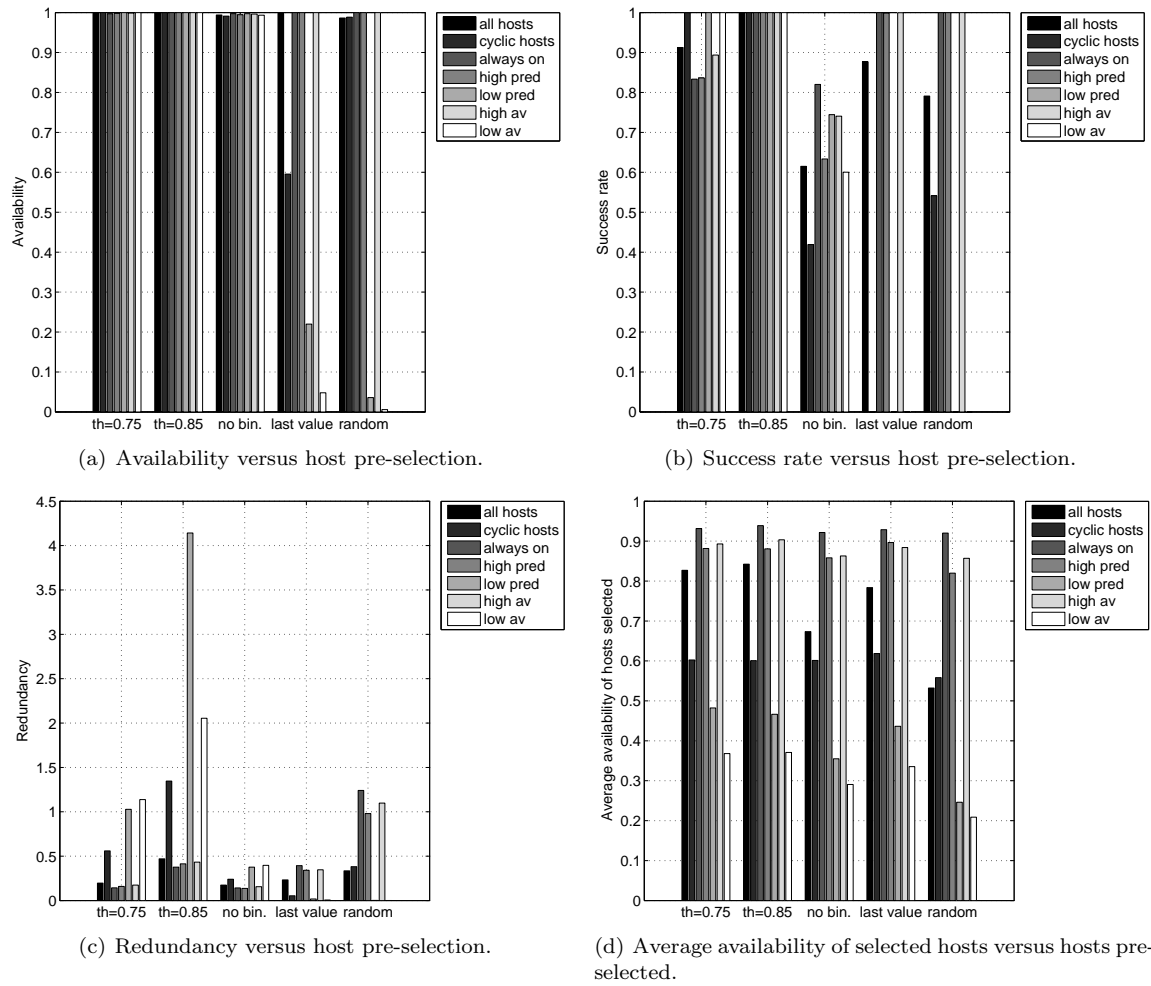 1
0.9
0.8
0.7
0.6
0.5
0.4
0.3
0.2
0.1
0
Availability
th=0.75 th=0.85 no bin. last value random
all hosts
cyclic hosts
always on
high pred
low pred
high av
low av
(a) Availability versus host pre-selection.
1
0.9
0.8
0.7
0.6
0.5
0.4
0.3
0.2
0.1
0
Success rate
th=0.75 th=0.85 no bin. last value random
all hosts
cyclic hosts
always on
high pred
low pred
high av
low av
(b) Success rate versus host pre-selection.
4.5
4
3.5
3
2.5
2
1.5
1
0.5
0
Redundancy
th=0.75 th=0.85 no bin. last value random
all hosts
cyclic hosts
always on
high pred
low pred
high av
low av
(c) Redundancy versus host pre-selection.
1
0.9
0.8
0.7
0.6
0.5
0.4
0.3
0.2
0.1
0
Average availability of hosts selected
th=0.75 th=0.85 no bin. last value random
all hosts
cyclic hosts
always on
high pred
low pred
high av
low av
(d) Average availability of selected hosts versus hosts pre-
selected.